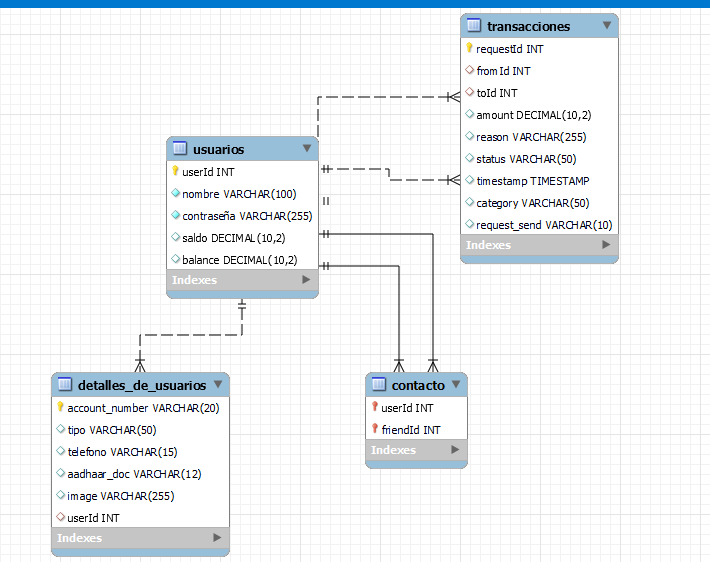 transacciones
requestId INT
fromId INT
toId INT
amount DECIMAL(10,2)
reason VARCHAR(255)
status VARCHAR(50)
timestamp TIMESTAMP
category VARCHAR(50)
request_send VARCHAR(10)
Indexes
usuarios
userId INT
nombre VARCHAR(100)
contraseña VARCHAR(255)
saldo DECIMAL(10,2)
balance DECIMAL(10,2)
Indexes
detalles_de_usuarios
account_number VARCHAR(20)
tipo VARCHAR(50)
telefono VARCHAR(15)
aadhaar_doc VARCHAR(12)
image VARCHAR(255)
userId INT
Indexes
contacto
userId INT
friendId INT
Indexes